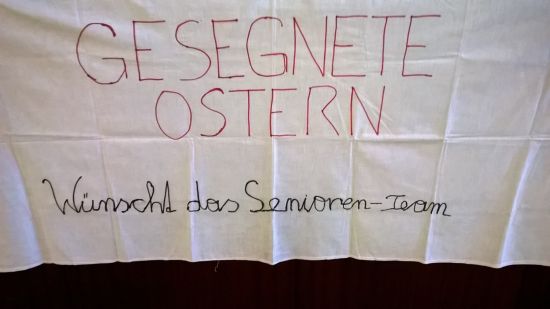 GESEGNETE
OSTERN
Wünscht das Senioren-Team